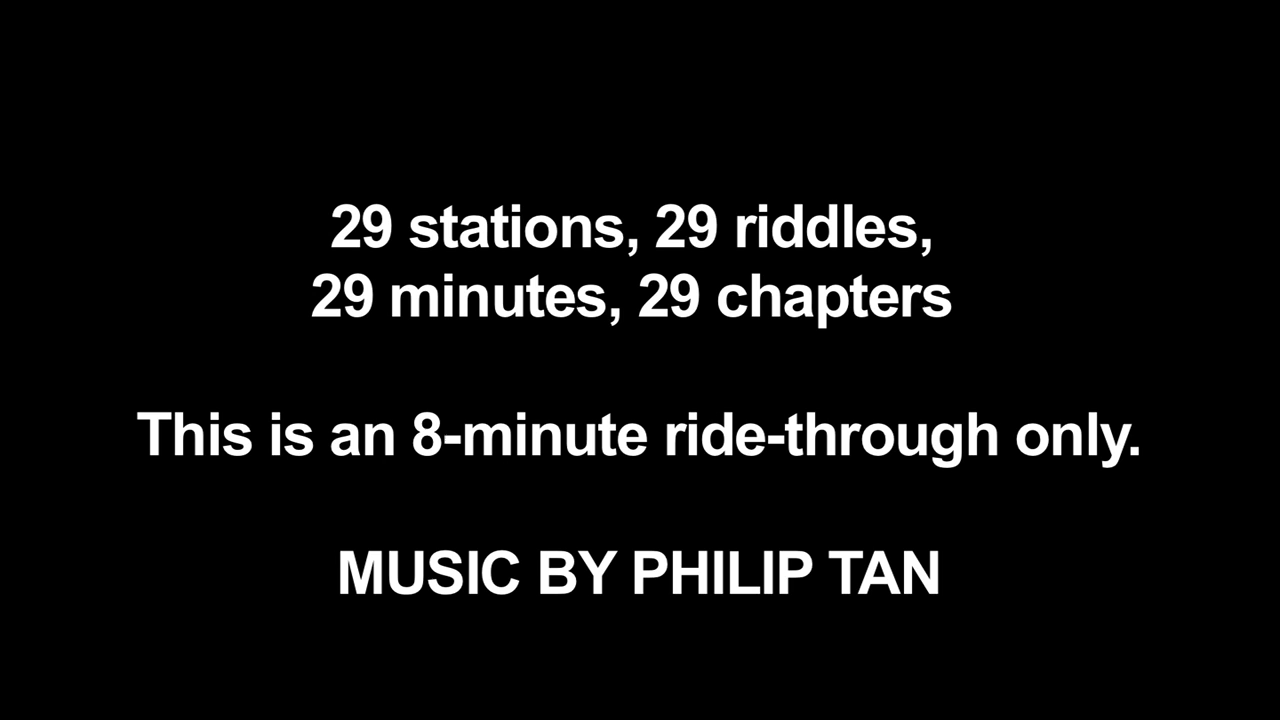 29 stations, 29 riddles,
29 minutes, 29 chapters
This is an 8-minute ride-through only.
MUSIC BY PHILIP TAN